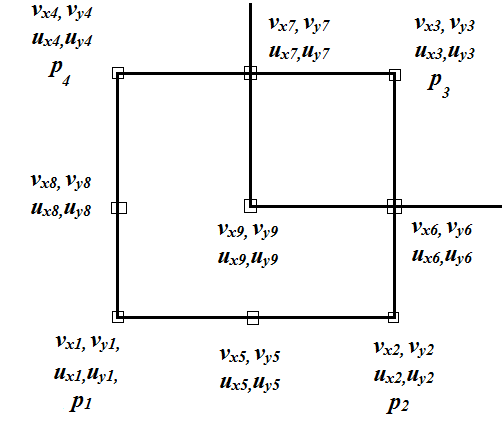 vx4, vy4
ux4,uy4
p4
vx7, vy7
ux7,uy7
vx3, vy3
ux3,uy3
p3
vx8, vy8
ux8,uy8
vx9, vy9
ux9,uy9
vx6, vy6
ux6,uy6
vx1, vy1,
ux1,uy1,
p1
vx5, vy5
ux5,uy5
vx2, vy2
ux2,uy2
p2